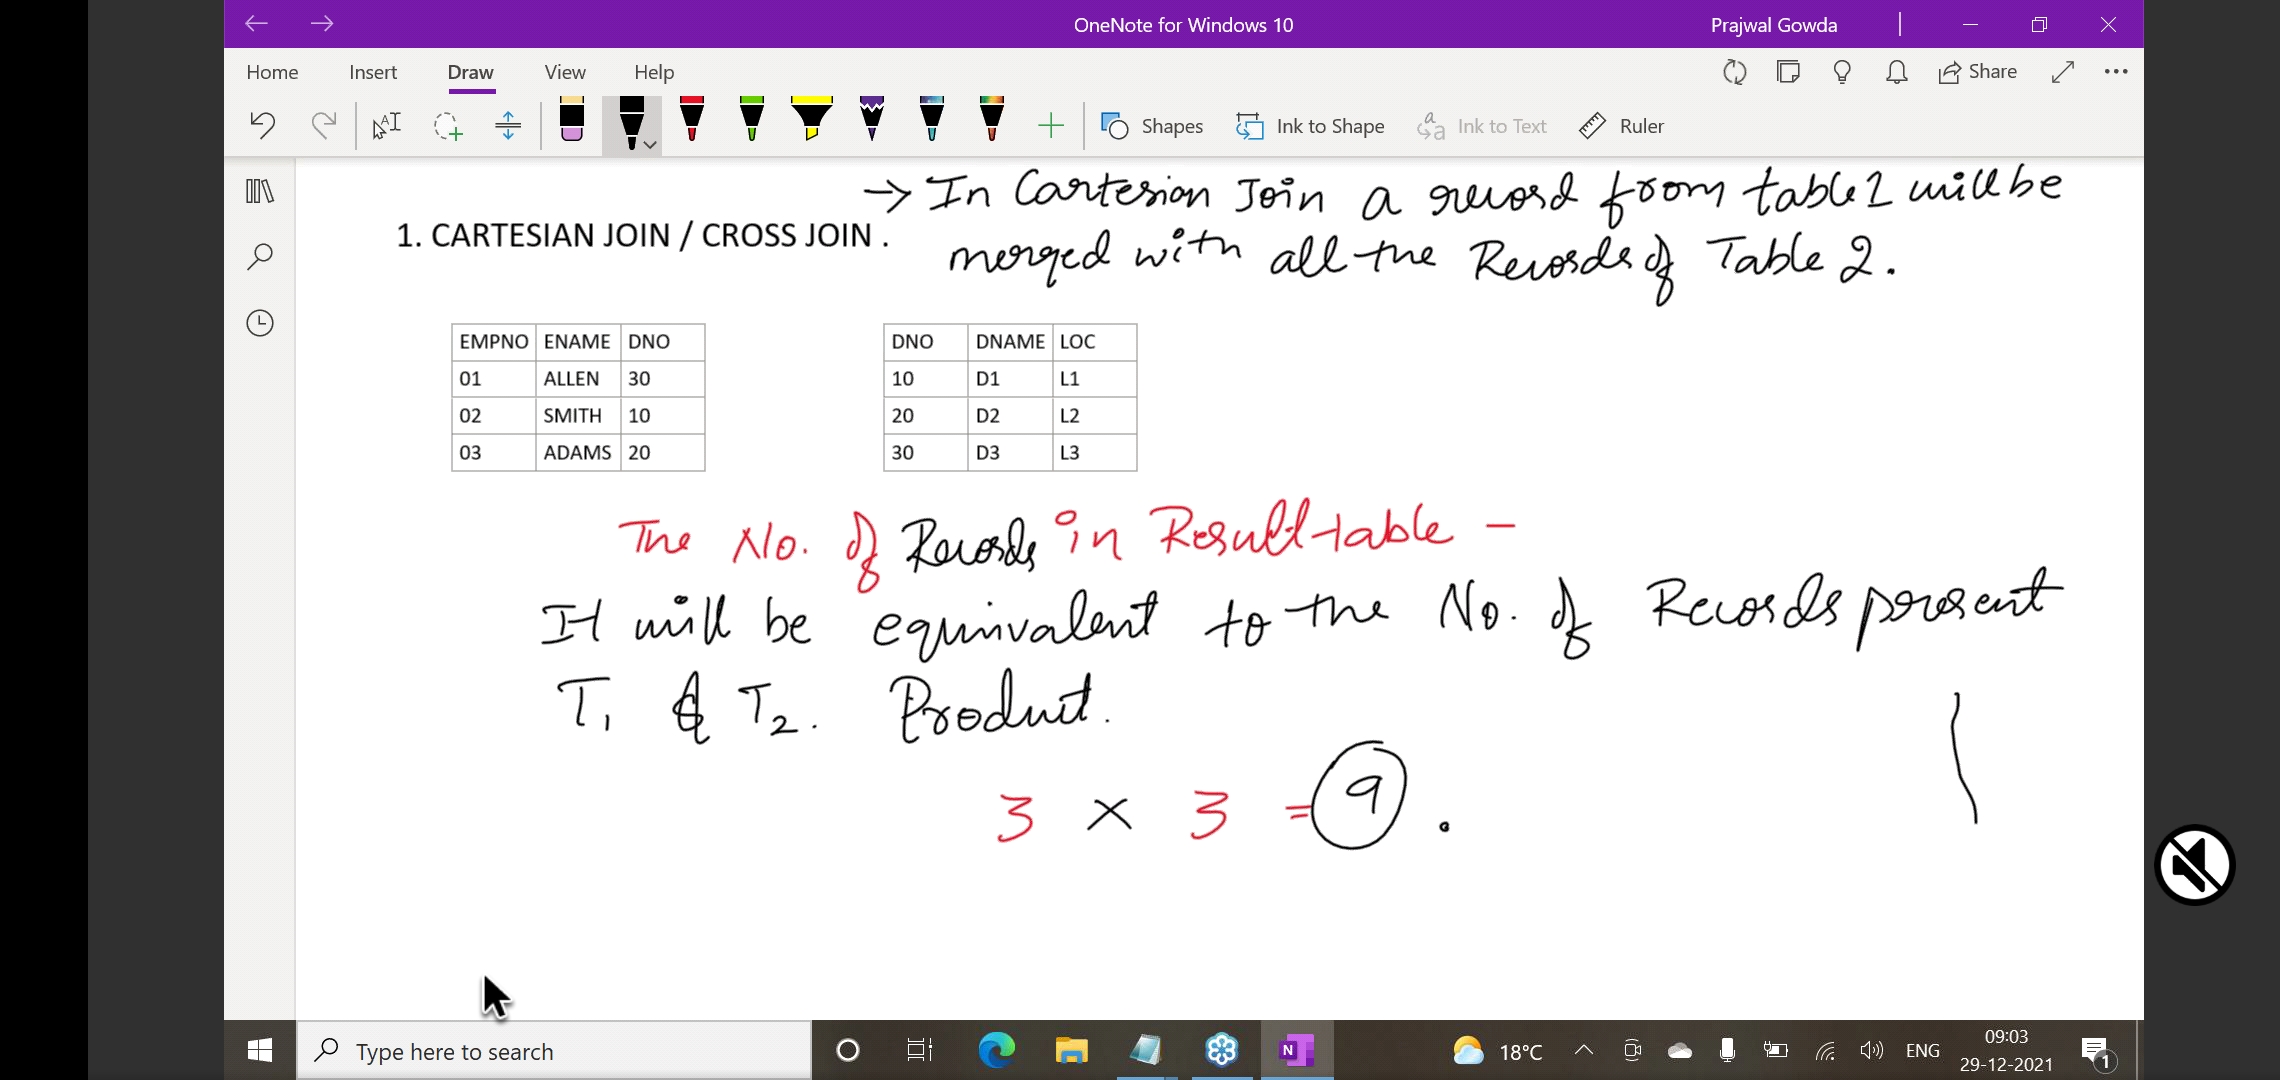 OneNote for Windows 10
Prajwal Gowda
Home Insert Draw View Help
Share
Shapes Ink to Shape Ink to Text Ruler
→ In Cartesian Join a record from table 1 will be
1. CARTESIAN JOIN / CROSS JOIN .
merged with all the Records of Table 2.
EMPNO ENAME DNO
01 ALLEN 30
02 SMITH 10
03 ADAMS 20
DNO DNAME LOC
10 D1 L1
20 D2 L2
30 D3 L3
The No. of Records in Result table -
It will be equinvalent to the No. of Records present
T1 & T2. Product.
3 × 3 = 9 .
Type here to search
18°C
ENG
09:03
29-12-2021
1